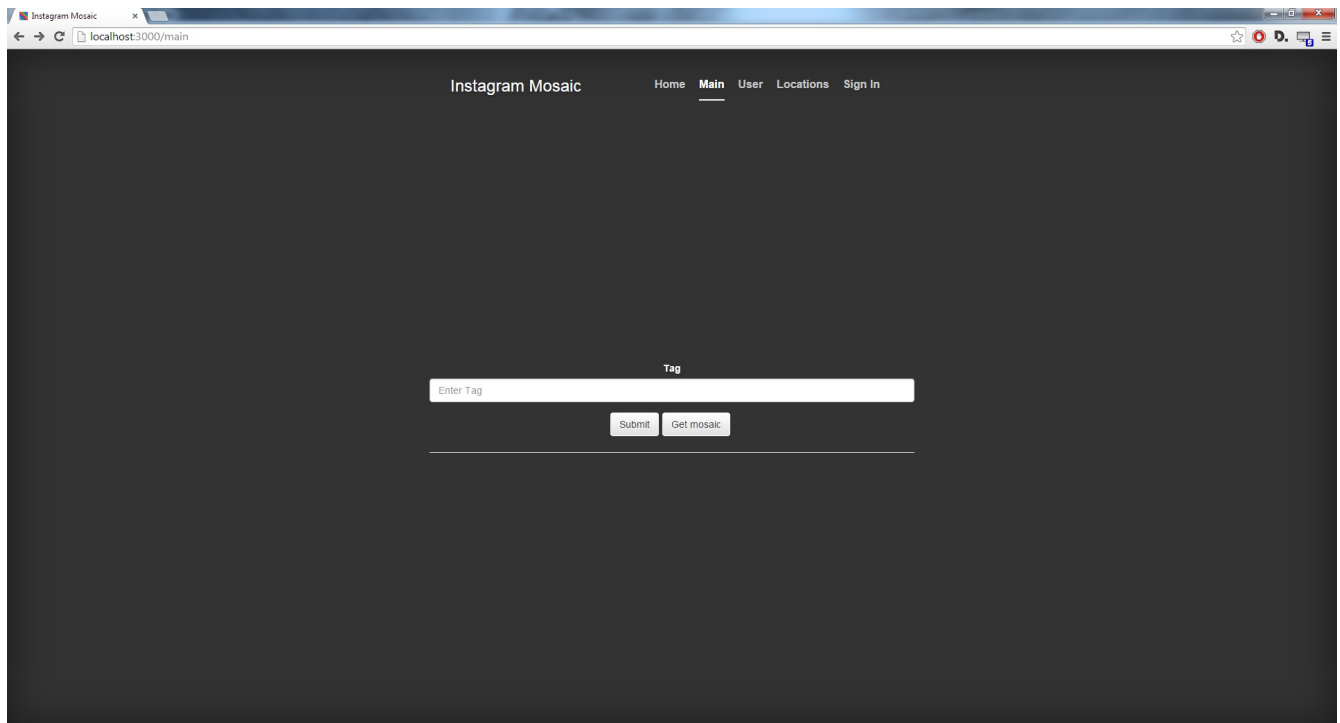 Instagram Mosaic
localhost:3000/main
D.
5
Instagram Mosaic Home Main User Locations Sign In
Tag
Enter Tag
Submit Get mosaic